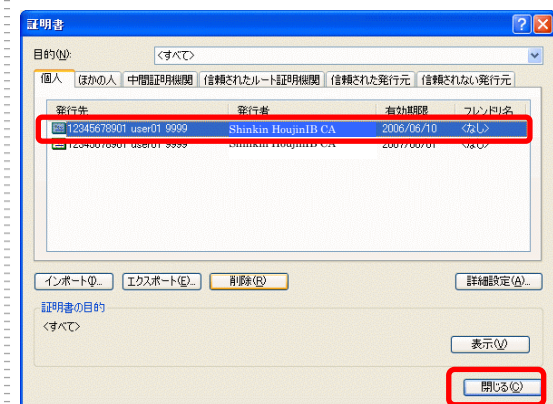 証明書
目的(N): <すべて>
個人 ほかの人 中間証明機関 信頼されたルート証明機関 信頼された発行元 信頼されない発行元
発行先 発行者 有効期限 フレンドリ名
12345678901 user01 9999 Shinkin HoujinIB CA 2006/06/10 <なし>
12345678901 user01 9999 Shinkin HoujinIB CA <なし>
インポート(I)... エクスポート(E)... 削除(R) 詳細設定(A)...
証明書の目的
<すべて>
表示(V)
閉じる(C)